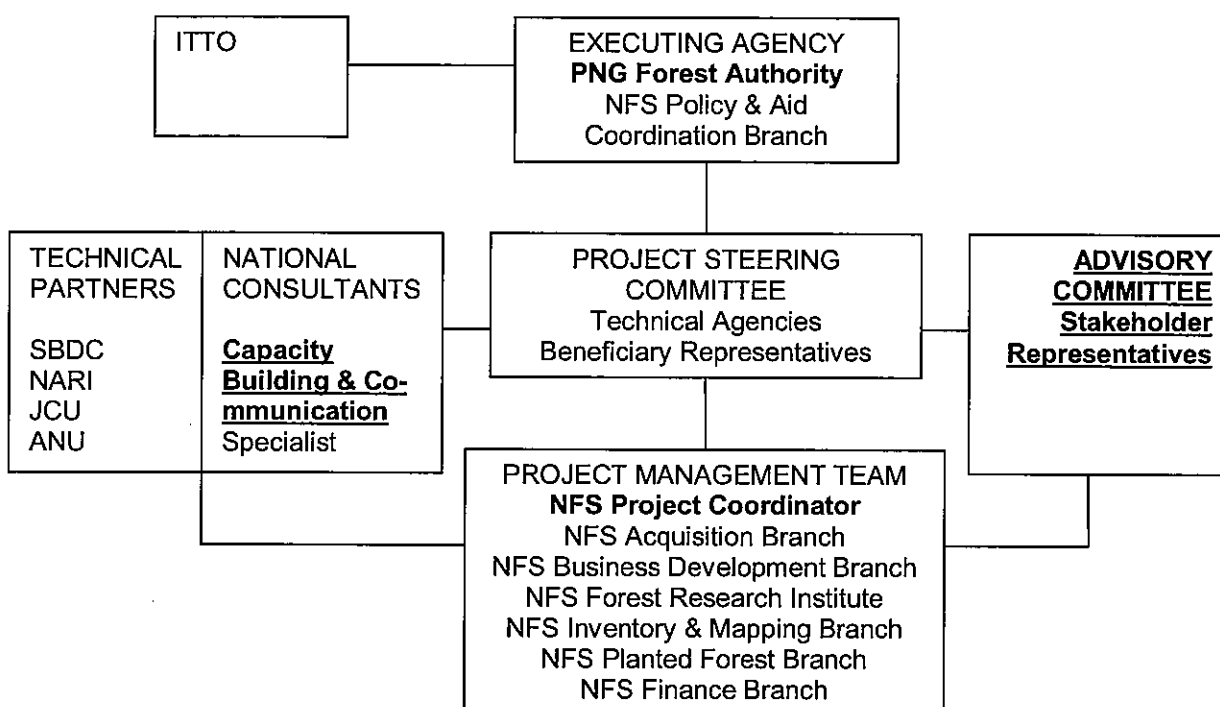 ITTO
EXECUTING AGENCY
PNG Forest Authority
NFS Policy & Aid
Coordination Branch
TECHNICAL
PARTNERS
SBDC
NARI
JCU
ANU
NATIONAL
CONSULTANTS
Capacity
Building & Co-
mmunication
Specialist
PROJECT STEERING
COMMITTEE
Technical Agencies
Beneficiary Representatives
ADVISORY
COMMITTEE
Stakeholder
Representatives
PROJECT MANAGEMENT TEAM
NFS Project Coordinator
NFS Acquisition Branch
NFS Business Development Branch
NFS Forest Research Institute
NFS Inventory & Mapping Branch
NFS Planted Forest Branch
NFS Finance Branch